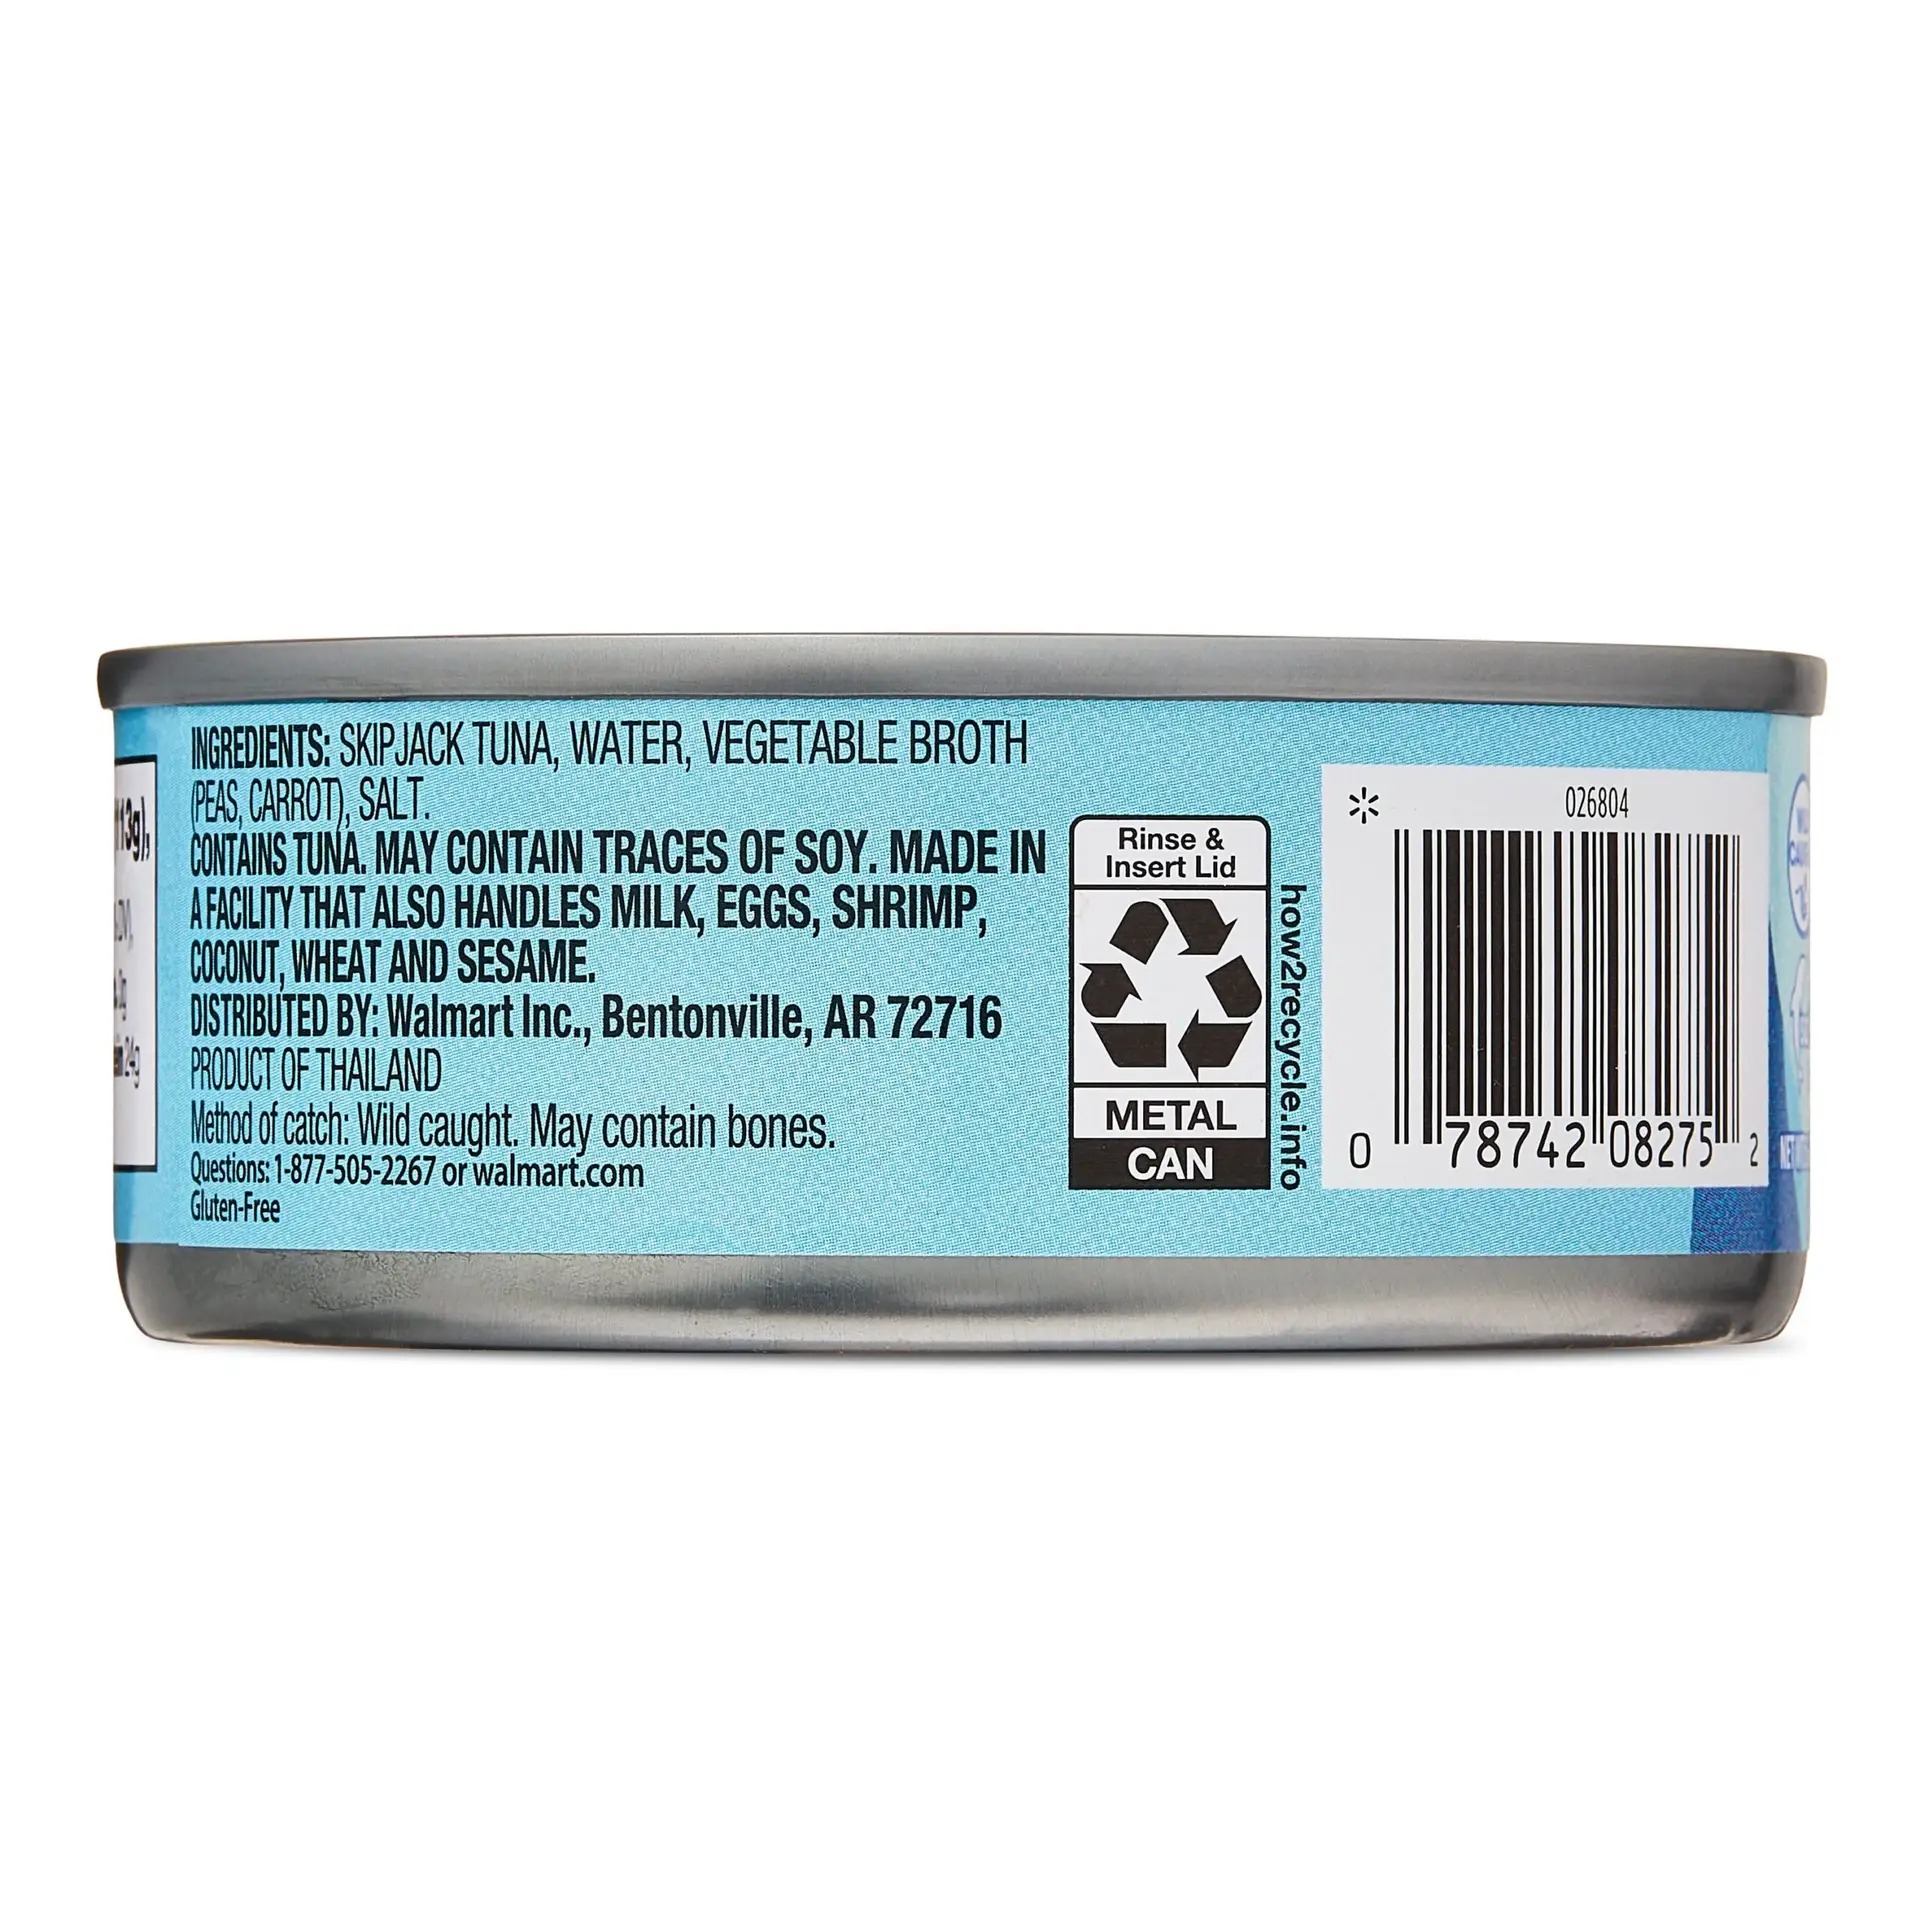 113g),
24g
INGREDIENTS: SKIPJACK TUNA, WATER, VEGETABLE BROTH
(PEAS, CARROT), SALT.
CONTAINS TUNA. MAY CONTAIN TRACES OF SOY. MADE IN
A FACILITY THAT ALSO HANDLES MILK, EGGS, SHRIMP,
COCONUT, WHEAT AND SESAME.
DISTRIBUTED BY: Walmart Inc., Bentonville, AR 72716
PRODUCT OF THAILAND
Method of catch: Wild caught. May contain bones.
Questions: 1-877-505-2267 or walmart.com
Gluten-Free
Rinse &
Insert Lid
METAL
CAN
how2recycle.info
026804
0 78742 08275 2
NET